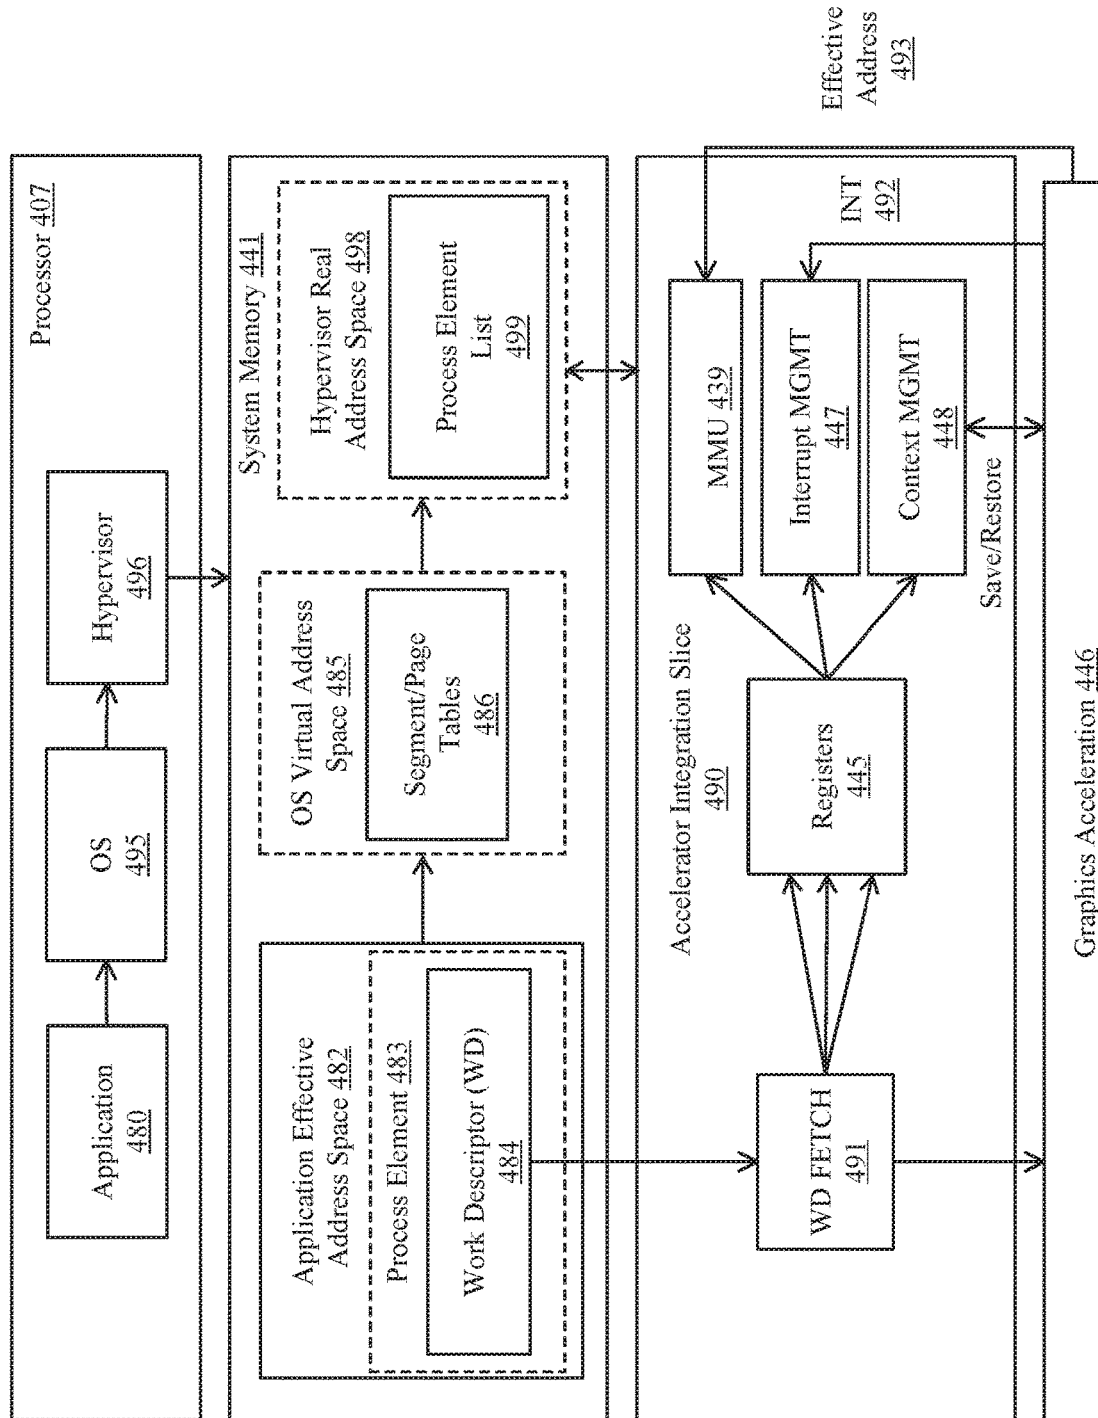 Processor 407
Application
480
OS
495
Hypervisor
496
System Memory 441
Application Effective
Address Space 482
Process Element 483
Work Descriptor (WD)
484
OS Virtual Address
Space 485
Segment/Page
Tables
486
Hypervisor Real
Address Space 498
Process Element
List
499
Accelerator Integration Slice
490
WD FETCH
491
Registers
445
MMU 439
Interrupt MGMT
447
Context MGMT
448
Save/Restore
INT
492
Effective
Address
493
Graphics Acceleration 446